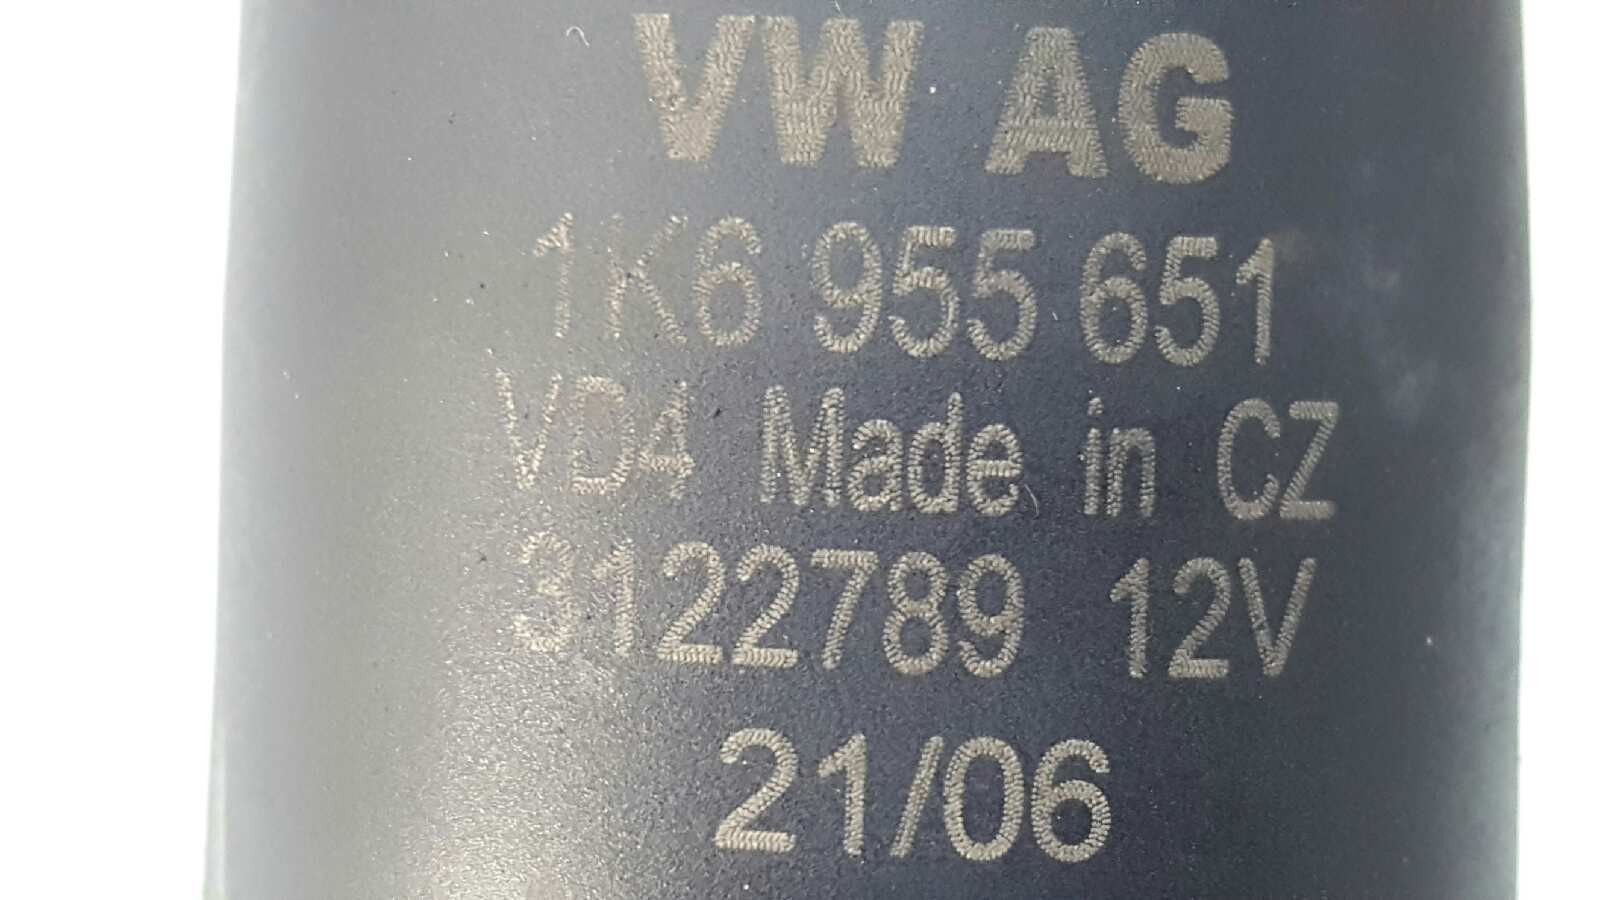 VW AG
1K6 955 651
VD4 Made in CZ
3122789 12V
21/06